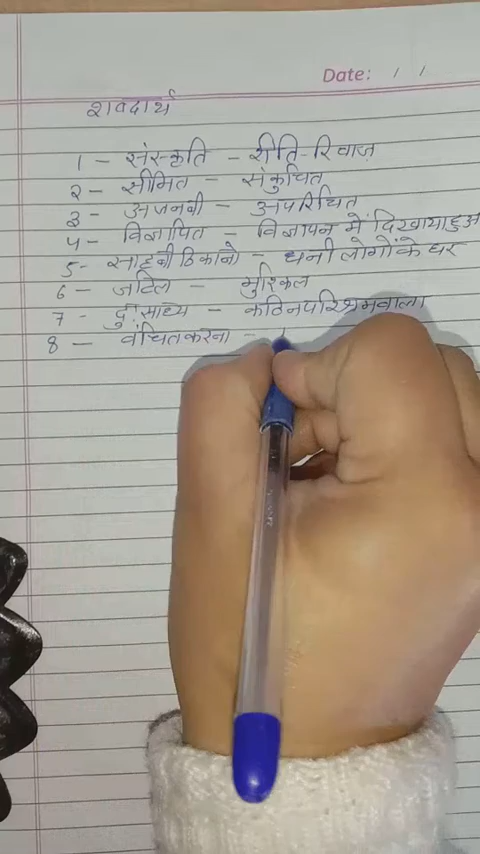 Date: / /
शब्दार्थ
1 - संस्कृति - रीति-रिवाज़
2 - सीमित - संकुचित
3 - अजनबी - अपरिचित
4 - विज्ञापित - विज्ञापन में दिखाया हुआ
5 - साहबी ठिकानो - धनी लोगों के घर
6 - जटिल - मुश्किल
7 - दुःसाध्य - कठिन परिश्रम वाला
8 - वंचित करना -